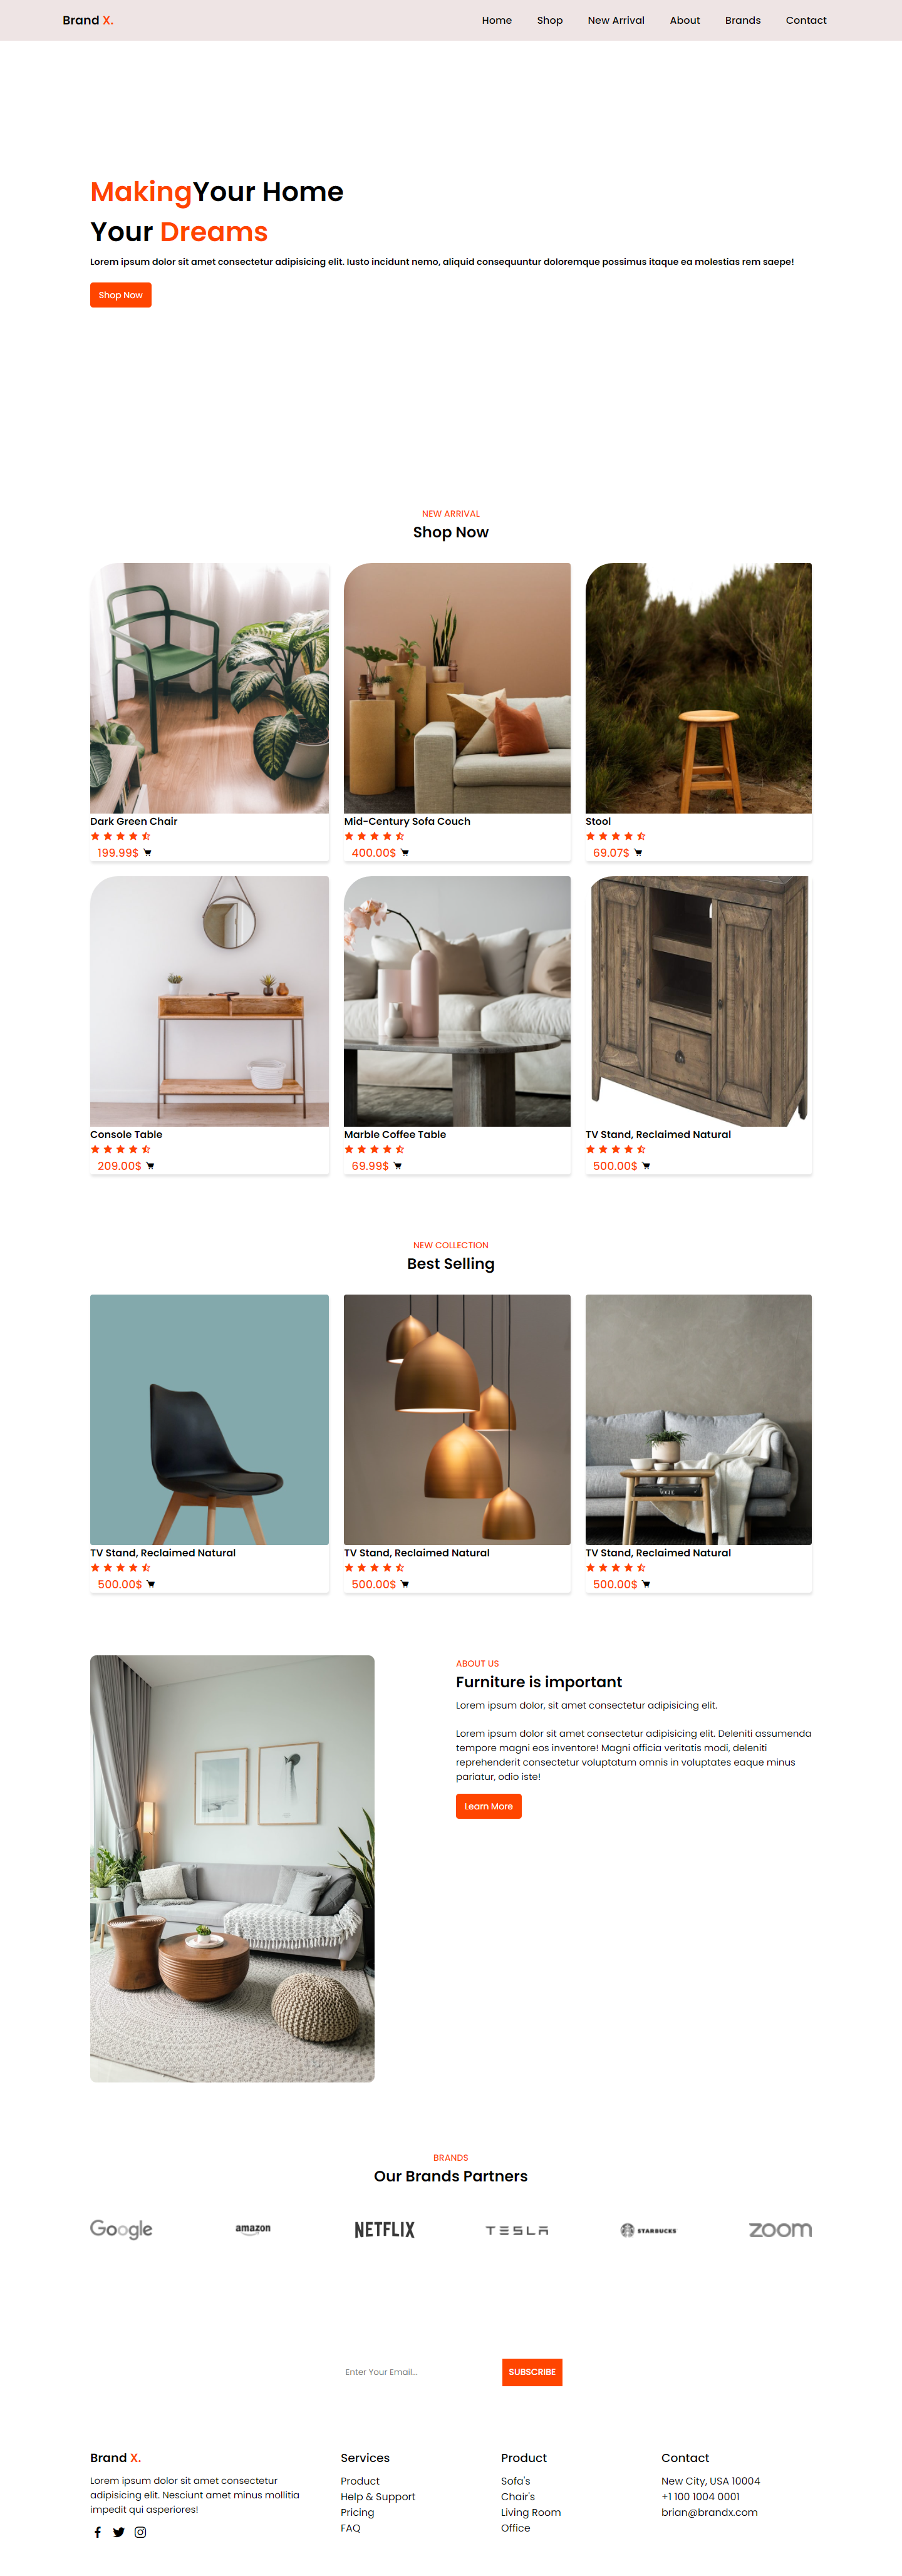 Brand X.
Home Shop New Arrival About Brands Contact
MakingYour Home
Your Dreams
Lorem ipsum dolor sit amet consectetur adipisicing elit. Iusto incidunt nemo, aliquid consequuntur doloremque possimus itaque ea molestias rem saepe!
Shop Now
NEW ARRIVAL
Shop Now
Dark Green Chair
199.99$
Mid-Century Sofa Couch
400.00$
Stool
69.07$
Console Table
209.00$
Marble Coffee Table
69.99$
TV Stand, Reclaimed Natural
500.00$
NEW COLLECTION
Best Selling
TV Stand, Reclaimed Natural
500.00$
TV Stand, Reclaimed Natural
500.00$
TV Stand, Reclaimed Natural
500.00$
ABOUT US
Furniture is important
Lorem ipsum dolor, sit amet consectetur adipisicing elit.
Lorem ipsum dolor sit amet consectetur adipisicing elit. Deleniti assumenda
tempore magni eos inventore! Magni officia veritatis modi, deleniti
reprehenderit consectetur voluptatum omnis in voluptates eaque minus
pariatur, odio iste!
Learn More
BRANDS
Our Brands Partners
Google
amazon
NETFLIX
TESLA
STARBUCKS
zoom
Enter Your Email...
SUBSCRIBE
Brand X.
Lorem ipsum dolor sit amet consectetur
adipisicing elit. Nesciunt amet minus mollitia
impedit qui asperiores!
Services
Product
Help & Support
Pricing
FAQ
Product
Sofa's
Chair's
Living Room
Office
Contact
New City, USA 10004
+1 100 1004 0001
brian@brandx.com